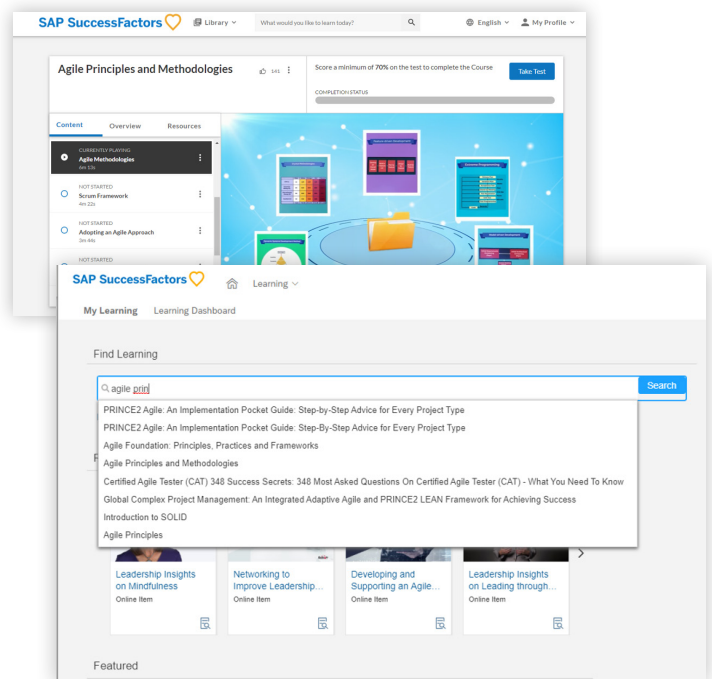 SAP SuccessFactors
Library
What would you like to learn today?
English
My Profile
Agile Principles and Methodologies
141
Score a minimum of 70% on the test to complete the Course
Take Test
COMPLETION STATUS
Content Overview Resources
CURRENTLY PLAYING
Agile Methodologies
6m 13s
NOT STARTED
Scrum Framework
4m 22s
NOT STARTED
Adopting an Agile Approach
3m 44s
NOT STARTED
SAP SuccessFactors
Learning
My Learning Learning Dashboard
Find Learning
agile prin
Search
PRINCE2 Agile: An Implementation Pocket Guide: Step-by-Step Advice for Every Project Type
PRINCE2 Agile: An Implementation Pocket Guide: Step-By-Step Advice for Every Project Type
Agile Foundation: Principles, Practices and Frameworks
Agile Principles and Methodologies
Certified Agile Tester (CAT) 348 Success Secrets: 348 Most Asked Questions On Certified Agile Tester (CAT) - What You Need To Know
Global Complex Project Management: An Integrated Adaptive Agile and PRINCE2 LEAN Framework for Achieving Success
Introduction to SOLID
Agile Principles
Leadership Insights
on Mindfulness
Online Item
Networking to
Improve Leadership...
Online Item
Developing and
Supporting an Agile...
Online Item
Leadership Insights
on Leading through...
Online Item
Featured